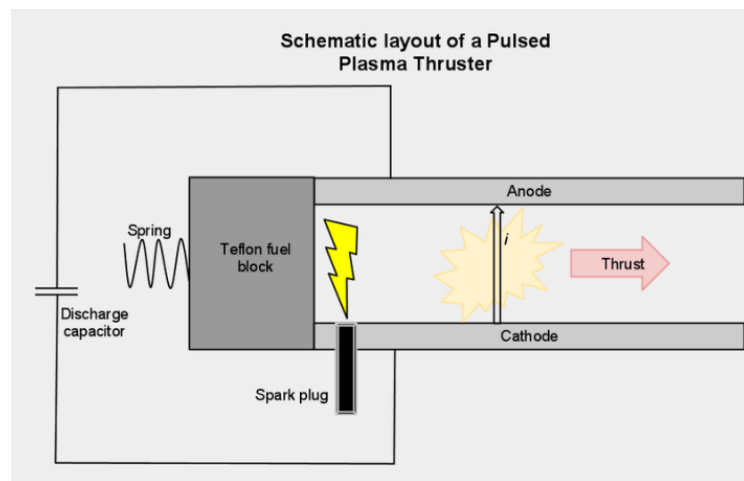 Schematic layout of a Pulsed
Plasma Thruster
Anode
Spring
Teflon fuel
block
i
Thrust
Discharge
capacitor
Cathode
Spark plug